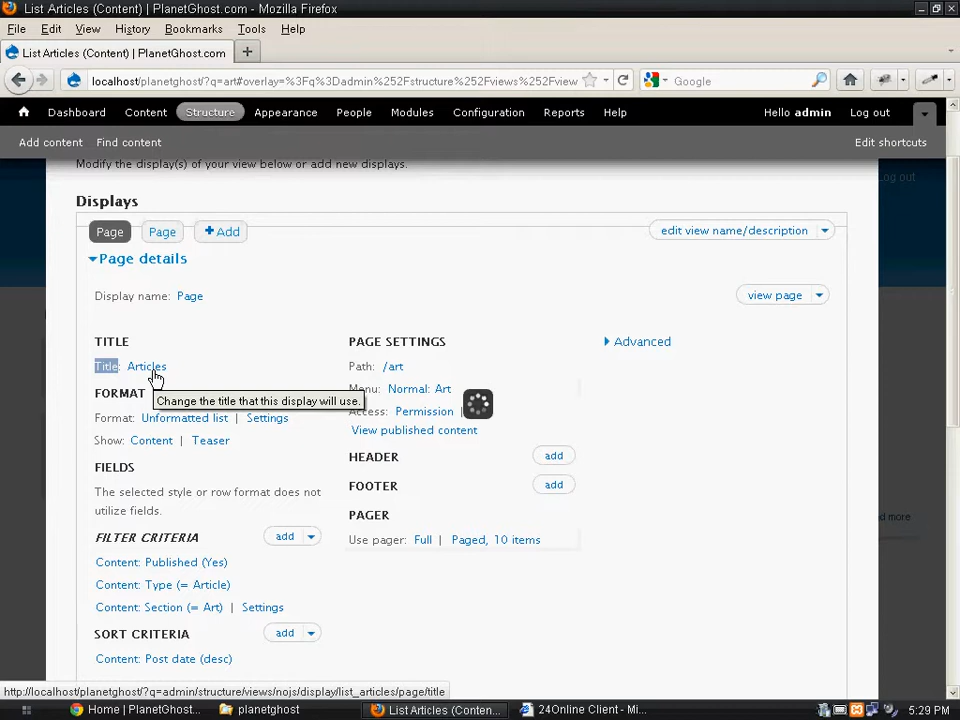 List Articles (Content) | PlanetGhost.com - Mozilla Firefox
File Edit View History Tools Help
List Articles (Content) | PlanetGhost.com
localhost/planetghost/?q=art#overlay=%3Fq%3Dadmin%252Fstructure%252Fviews%252Fview
Google
Dashboard Content Structure Appearance People Modules Configuration Reports Help Hello admin Log out
Add content Find content Edit shortcuts
Modify the display(s) of your view below or add new displays.
Log out
Displays
Page Page Add edit view name/description
Page details
Display name: Page view page
TITLE PAGE SETTINGS Advanced
Title: Articles Path: /art
Menu: Normal: Art
FORMAT Change the title that this display will use. Access: Permission |
Format: Unformatted list | Settings View published content
Show: Content | Teaser
HEADER add
FIELDS
The selected style or row format does not utilize fields.
FOOTER add
PAGER
Use pager: Full | Paged, 10 items
FILTER CRITERIA add
Content: Published (Yes)
Content: Type (= Article)
Content: Section (= Art) | Settings
SORT CRITERIA add
Content: Post date (desc)
more
http://localhost/planetghost/?q=admin/structure/views/nojs/display/list_articles/page/title
Home | PlanetGhost.... planetghost List Articles (Conten... 24Online Client - Mi... 5:29 PM